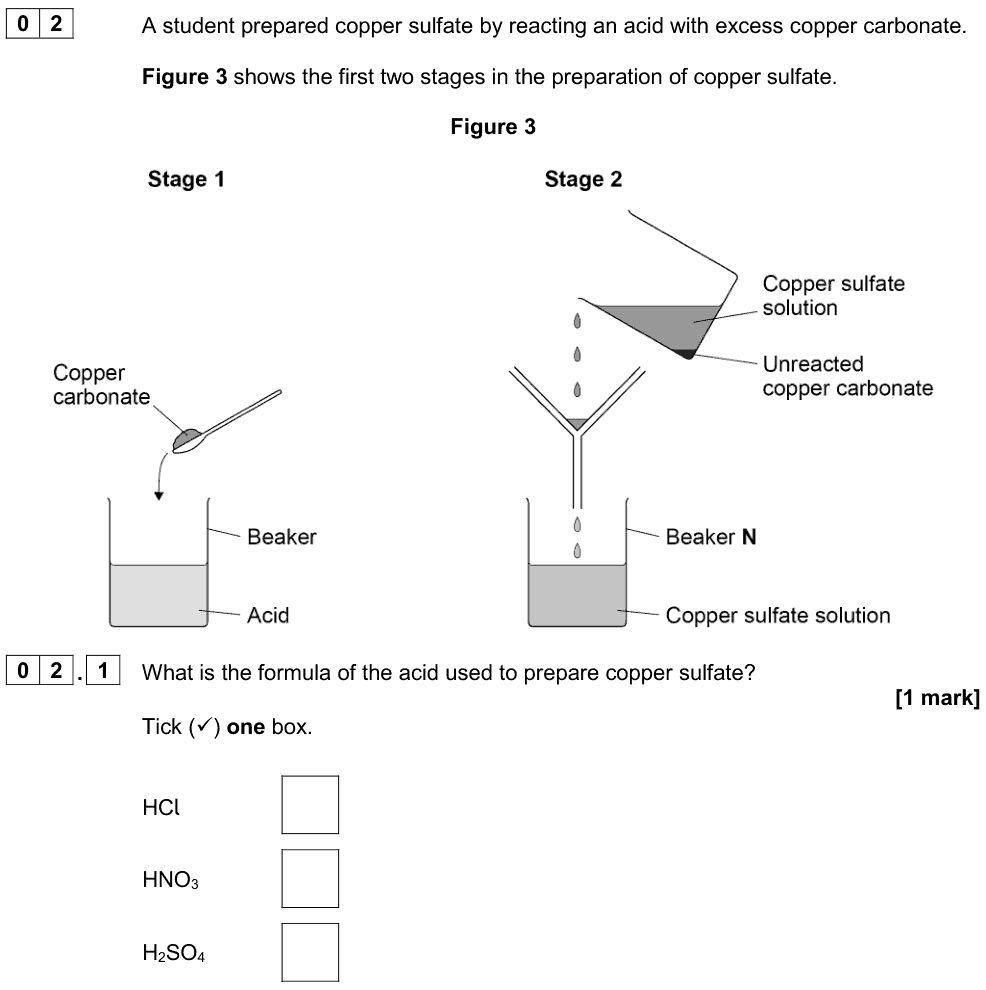 0 2 A student prepared copper sulfate by reacting an acid with excess copper carbonate.
Figure 3 shows the first two stages in the preparation of copper sulfate.
Figure 3
Stage 1
Stage 2
Copper sulfate
solution
Unreacted
copper carbonate
Copper
carbonate
Beaker
Acid
Beaker N
Copper sulfate solution
0 2 . 1 What is the formula of the acid used to prepare copper sulfate?
[1 mark]
Tick (✓) one box.
HCl
HNO₃
H₂SO₄